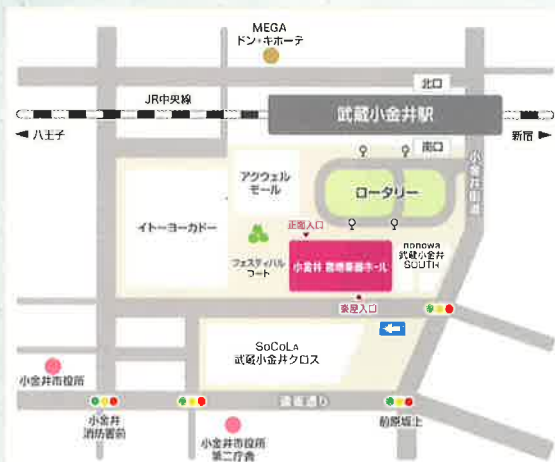 MEGA
ドン・キホーテ
北口
JR中央線
武蔵小金井駅
八王子
新宿
南口
小金井街道
アクウェル
モール
ロータリー
イトーヨーカドー
正面入口
フェスティバル
コート
小金井 宮地楽器ホール
nonowa
武蔵小金井
SOUTH
楽屋入口
SOCOLA
武蔵小金井クロス
小金井市役所
連雀通り
小金井
消防署前
前原坂上
小金井市役所
第二庁舎